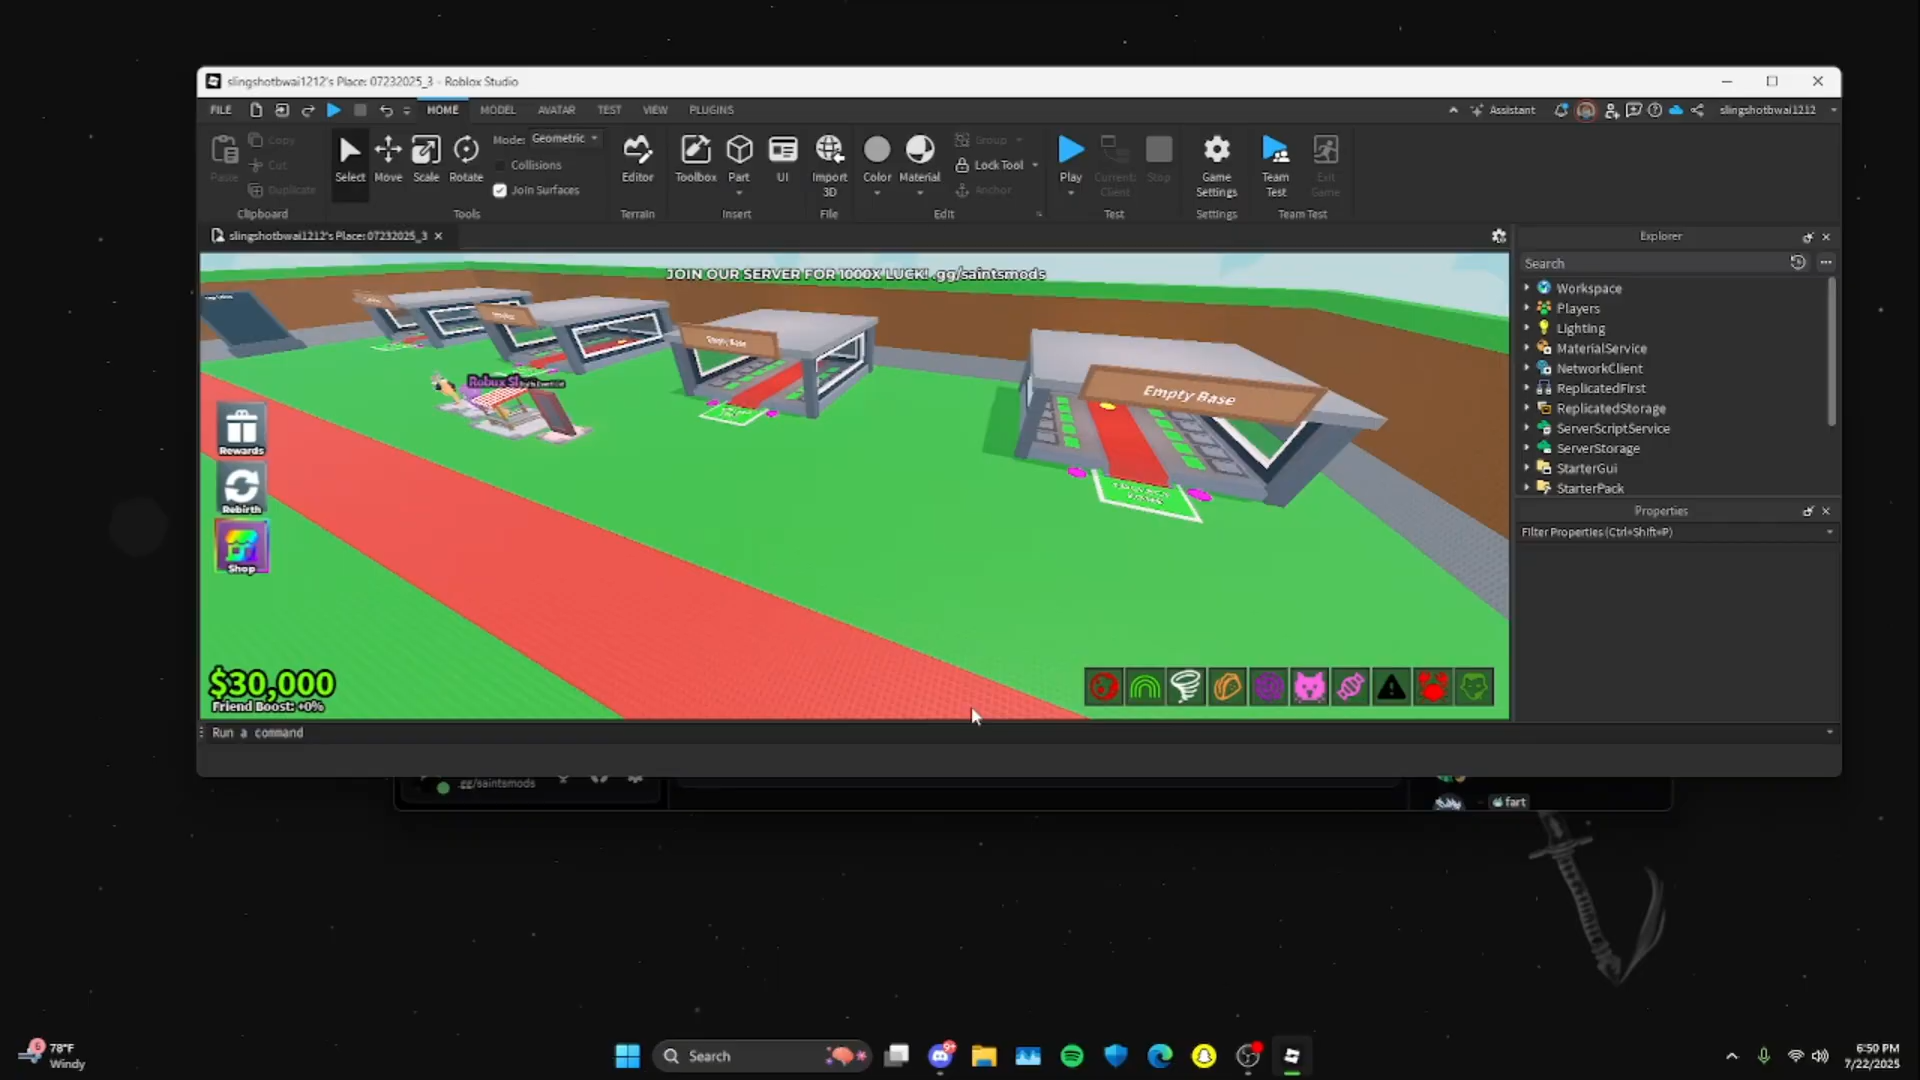 slingshotbwai1212's Place: 07232025_3 - Roblox Studio
FILE HOME MODEL AVATAR TEST VIEW PLUGINS Assistant slingshotbwai1212
Paste Copy Cut Duplicate
Select Move Scale Rotate
Mode: Geometric
Collisions
Join Surfaces
Editor Toolbox Part UI Import 3D Color Material
Group
Lock Tool
Anchor
Play Current: Client Stop Game Settings Team Test Exit Game
Clipboard Tools Terrain Insert File Edit Test Settings Team Test
slingshotbwai1212's Place: 07232025_3
JOIN OUR SERVER FOR 1000X LUCK! .gg/saintsmods
Empty Base
Empty Base
Rewards
Rebirth
Shop
$30,000
Friend Boost: +0%
Explorer
Search
Workspace
Players
Lighting
MaterialService
NetworkClient
ReplicatedFirst
ReplicatedStorage
ServerScriptService
ServerStorage
StarterGui
StarterPack
Properties
Filter Properties (Ctrl+Shift+P)
Run a command
.gg/saintsmods
fart
6
78°F
Windy
Search
9+
6:50 PM
7/22/2025